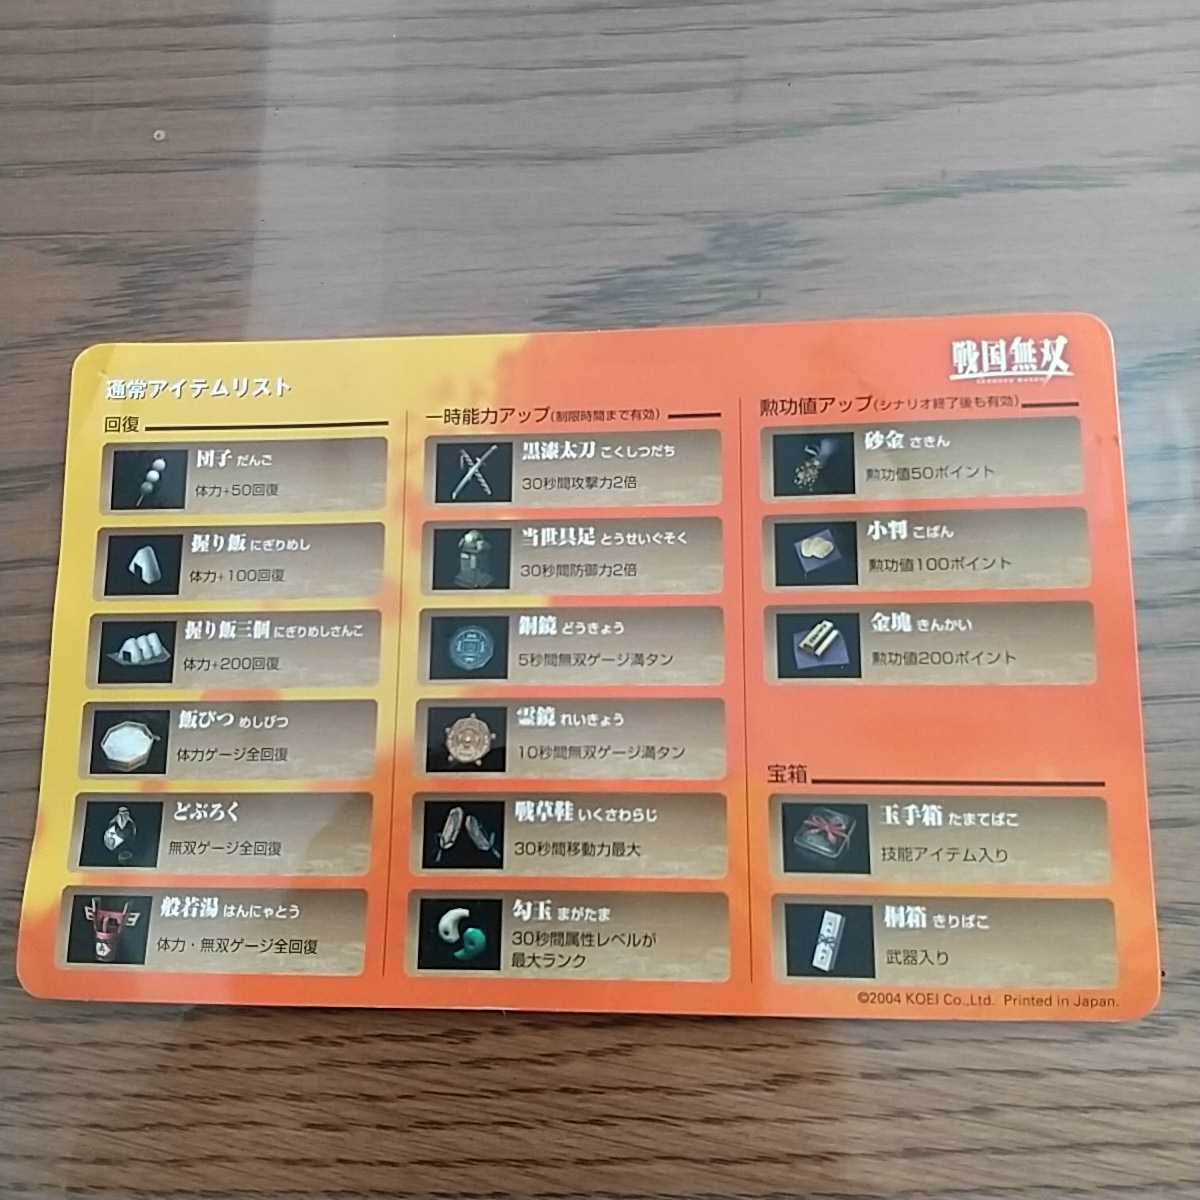 通常アイテムリスト
戦国無双
回復
団子 だんご
体力+50回復
握り飯 にぎりめし
体力+100回復
握り飯三個 にぎりめしさんこ
体力+200回復
飯びつ めしびつ
体力ゲージ全回復
どぶろく
無双ゲージ全回復
般若湯 はんにゃとう
体力・無双ゲージ全回復
一時能力アップ(制限時間まで有効)
黒漆太刀 こくしつだち
30秒間攻撃力2倍
当世具足 とうせいぐそく
30秒間防御力2倍
銅鏡 どうきょう
5秒間無双ゲージ満タン
霊鏡 れいきょう
10秒間無双ゲージ満タン
戦草鞋 いくさわらじ
30秒間移動力最大
勾玉 まがたま
30秒間属性レベルが
最大ランク
勲功値アップ(シナリオ終了後も有効)
砂金 さきん
勲功値50ポイント
小判 こばん
勲功値100ポイント
金塊 きんかい
勲功値200ポイント
宝箱
玉手箱 たまてばこ
技能アイテム入り
桐箱 きりばこ
武器入り
©2004 KOEI Co.,Ltd. Printed in Japan.